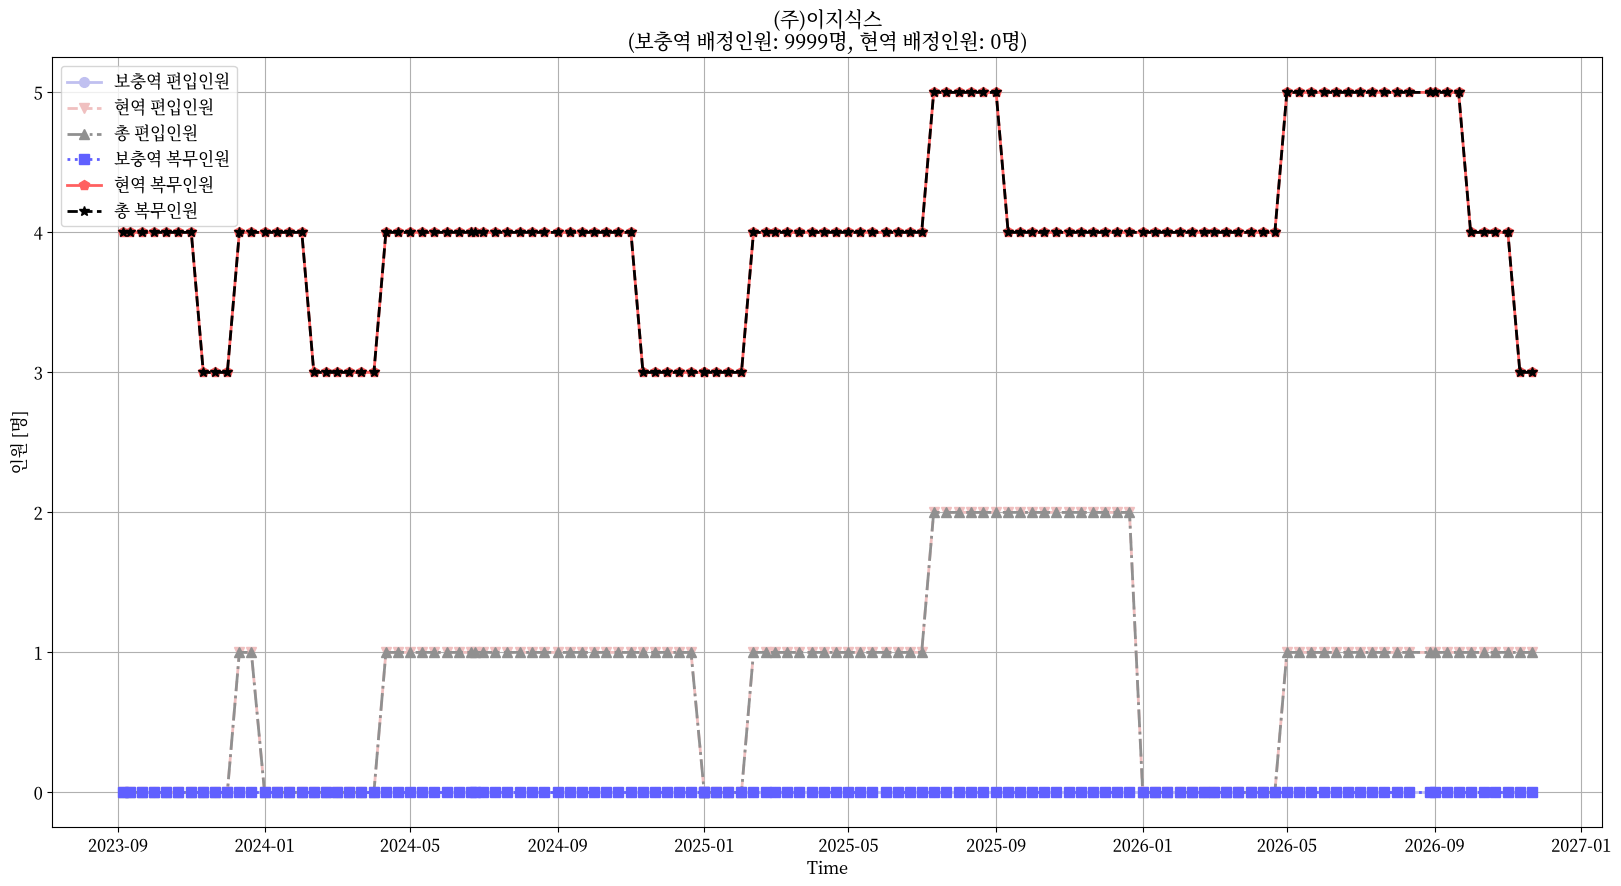 (주)이지식스
(보충역 배정인원: 9999명, 현역 배정인원: 0명)
보충역 편입인원
현역 편입인원
총 편입인원
보충역 복무인원
현역 복무인원
총 복무인원
5
4
3
2
1
0
인원 [명]
2023-09 2024-01 2024-05 2024-09 2025-01 2025-05 2025-09 2026-01 2026-05 2026-09 2027-01
Time